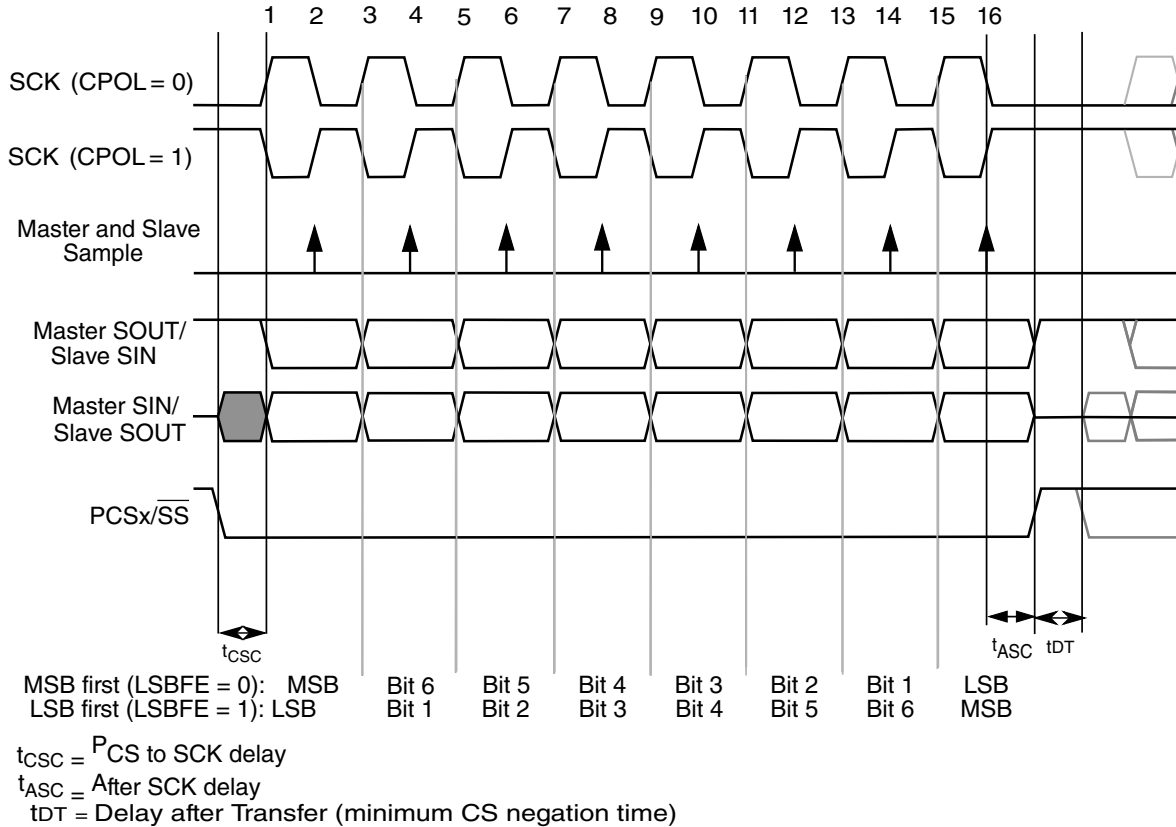 1 2 3 4 5 6 7 8 9 10 11 12 13 14 15 16
SCK (CPOL = 0)
SCK (CPOL = 1)
Master and Slave
Sample
Master SOUT/
Slave SIN
Master SIN/
Slave SOUT
PCSx/SS
tCSC
tASC
tDT
MSB first (LSBFE = 0): MSB Bit 6 Bit 5 Bit 4 Bit 3 Bit 2 Bit 1 LSB
LSB first (LSBFE = 1): LSB Bit 1 Bit 2 Bit 3 Bit 4 Bit 5 Bit 6 MSB
tCSC = PCS to SCK delay
tASC = After SCK delay
tDT = Delay after Transfer (minimum CS negation time)